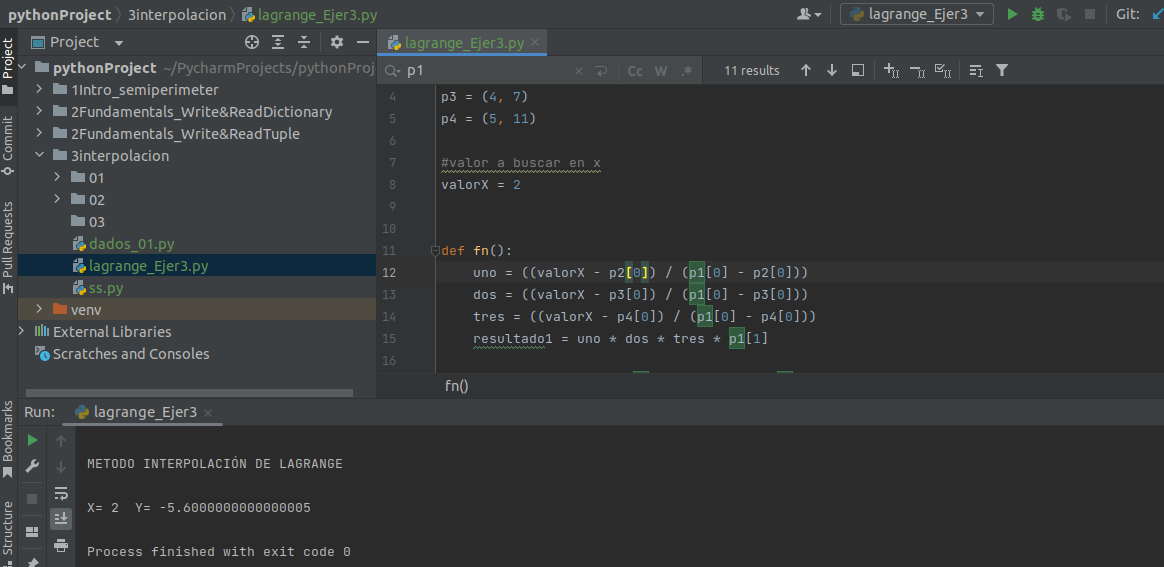 pythonProject 3interpolacion lagrange_Ejer3.py
lagrange_Ejer3
Git:
Project
Commit
Pull Requests
Bookmarks
Structure
Project
pythonProject ~/PycharmProjects/pythonProj
1Intro_semiperimeter
2Fundamentals_Write&ReadDictionary
2Fundamentals_Write&ReadTuple
3interpolacion
01
02
03
dados_01.py
lagrange_Ejer3.py
ss.py
venv
External Libraries
Scratches and Consoles
lagrange_Ejer3.py
p1 Cc W .* 11 results
4 p3 = (4, 7)
5 p4 = (5, 11)
6
7 #valor a buscar en x
8 valorX = 2
9
10
11 def fn():
12 uno = ((valorX - p2[0]) / (p1[0] - p2[0]))
13 dos = ((valorX - p3[0]) / (p1[0] - p3[0]))
14 tres = ((valorX - p4[0]) / (p1[0] - p4[0]))
15 resultado1 = uno * dos * tres * p1[1]
16
fn()
Run: lagrange_Ejer3
METODO INTERPOLACIÓN DE LAGRANGE
X= 2 Y= -5.6000000000000005
Process finished with exit code 0